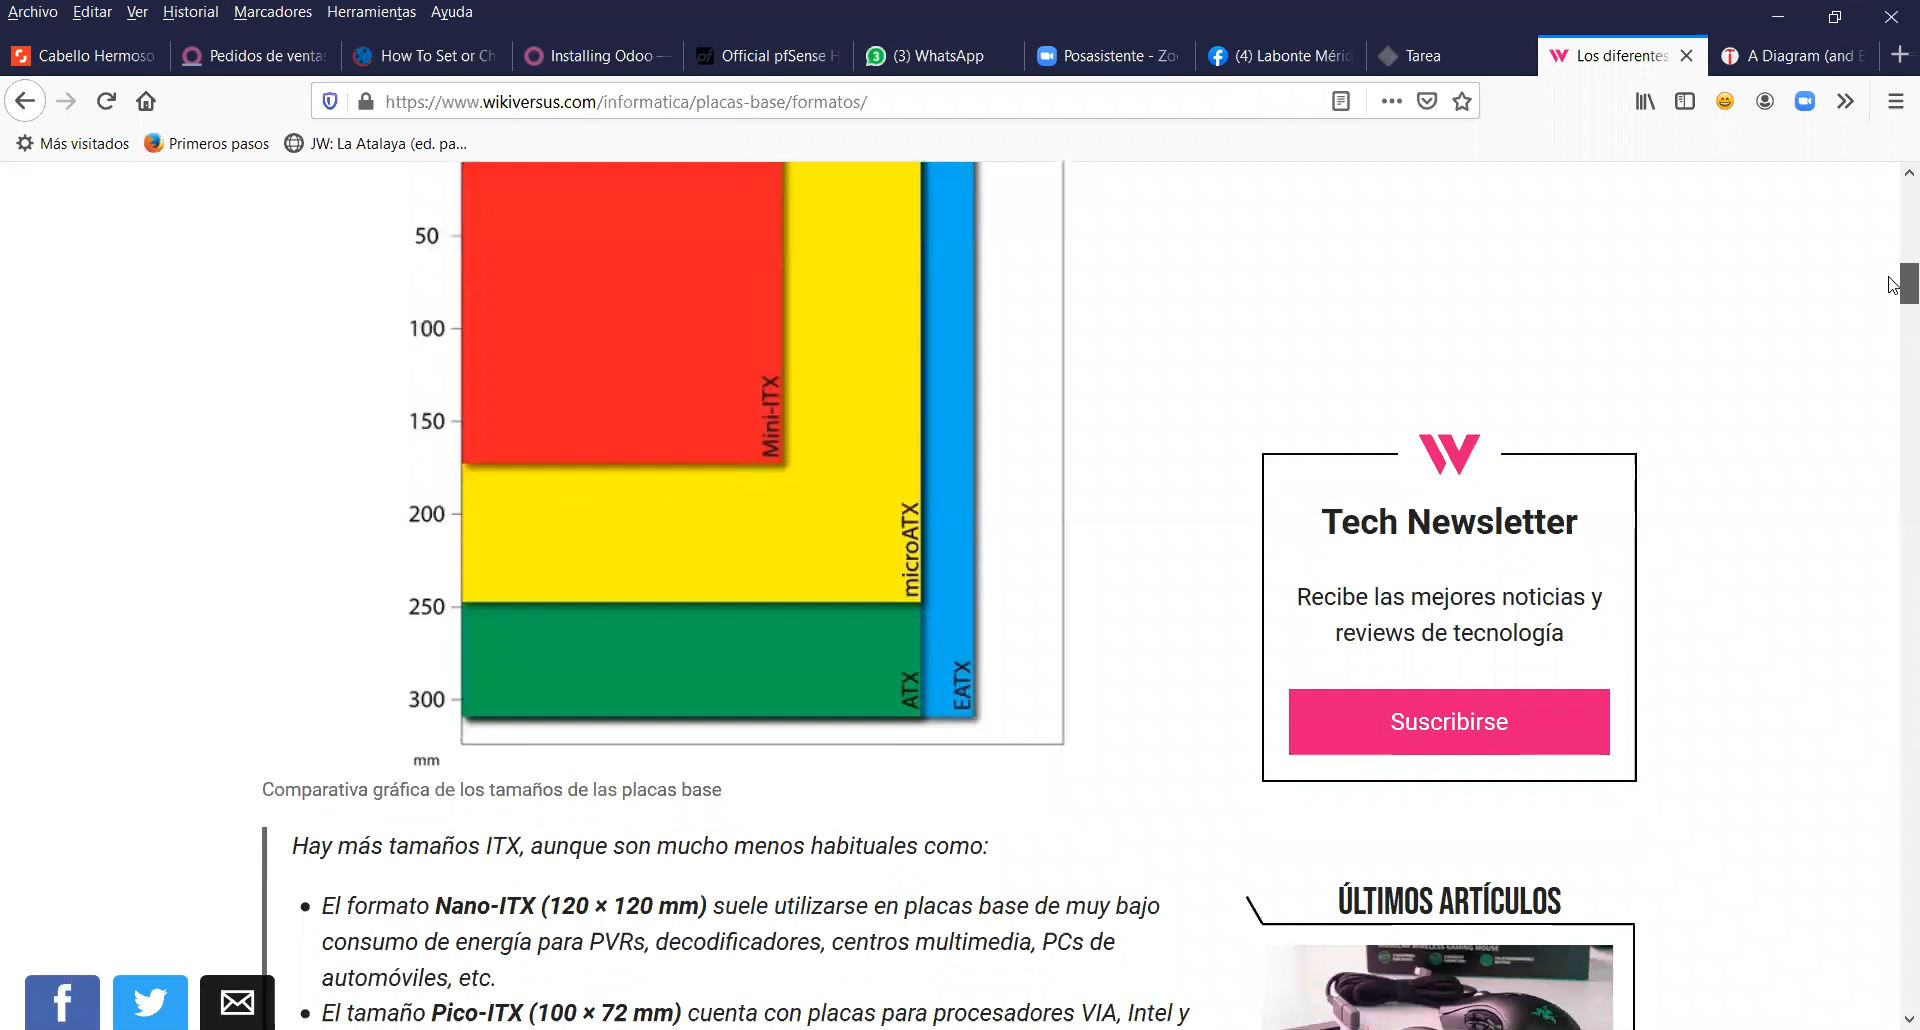 Archivo Editar Ver Historial Marcadores Herramientas Ayuda
Cabello Hermoso Pedidos de venta How To Set or Ch Installing Odoo — Official pfSense H (3) WhatsApp Posasistente - Zo (4) Labonte Méric Tarea Los diferentes A Diagram (and E
https://www.wikiversus.com/informatica/placas-base/formatos/
Más visitados Primeros pasos JW: La Atalaya (ed. pa...
50
100
150
200
250
300
mm
Mini-ITX
microATX
ATX
EATX
Comparativa gráfica de los tamaños de las placas base
Hay más tamaños ITX, aunque son mucho menos habituales como:
• El formato Nano-ITX (120 × 120 mm) suele utilizarse en placas base de muy bajo
consumo de energía para PVRs, decodificadores, centros multimedia, PCs de
automóviles, etc.
• El tamaño Pico-ITX (100 × 72 mm) cuenta con placas para procesadores VIA, Intel y
Tech Newsletter
Recibe las mejores noticias y
reviews de tecnología
Suscribirse
ÚLTIMOS ARTÍCULOS